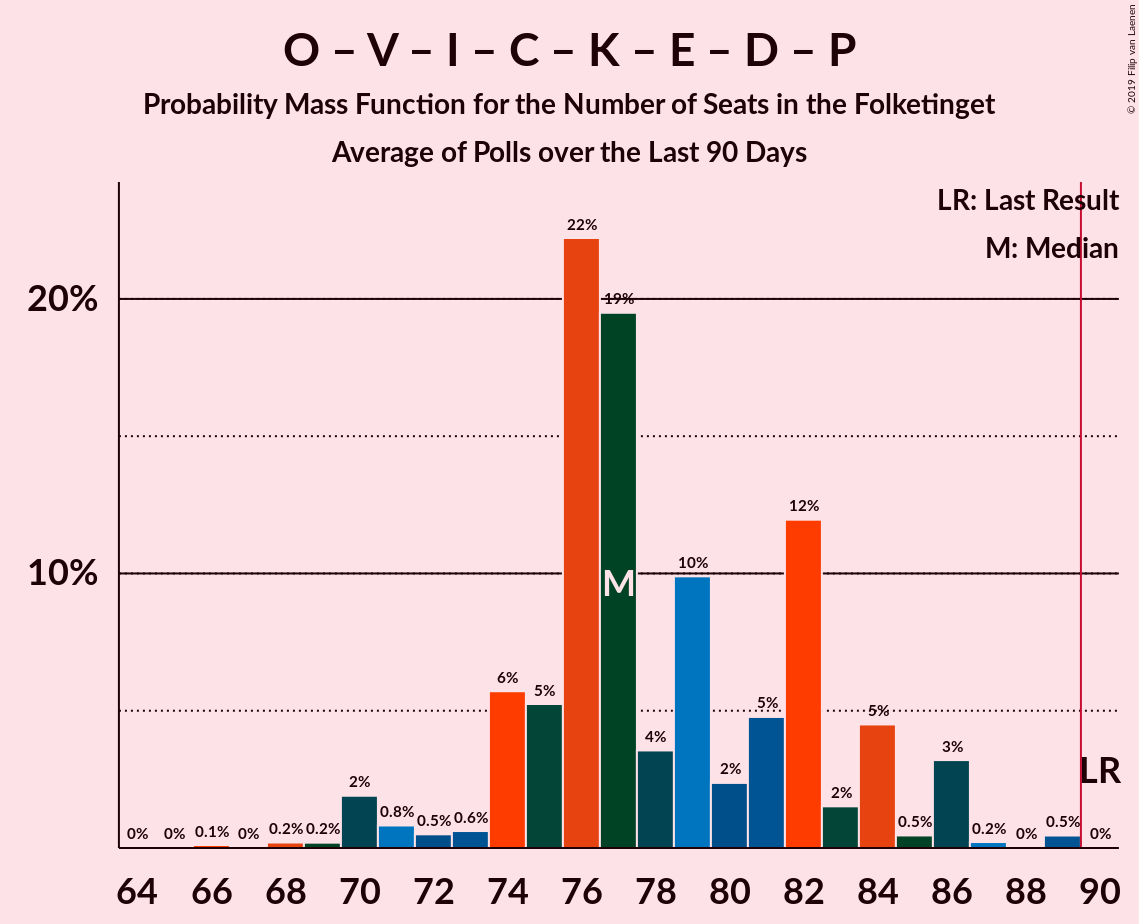 O – V – I – C – K – E – D – P
Probability Mass Function for the Number of Seats in the Folketinget
Average of Polls over the Last 90 Days
© 2019 Filip van Laenen
LR: Last Result
M: Median
20%
10%
0% 0% 0.1% 0% 0.2% 0.2% 2% 0.8% 0.5% 0.6% 6% 5% 22% 19% 4% 10% 2% 5% 12% 2% 5% 0.5% 3% 0.2% 0% 0.5% 0%
M
LR
64 66 68 70 72 74 76 78 80 82 84 86 88 90